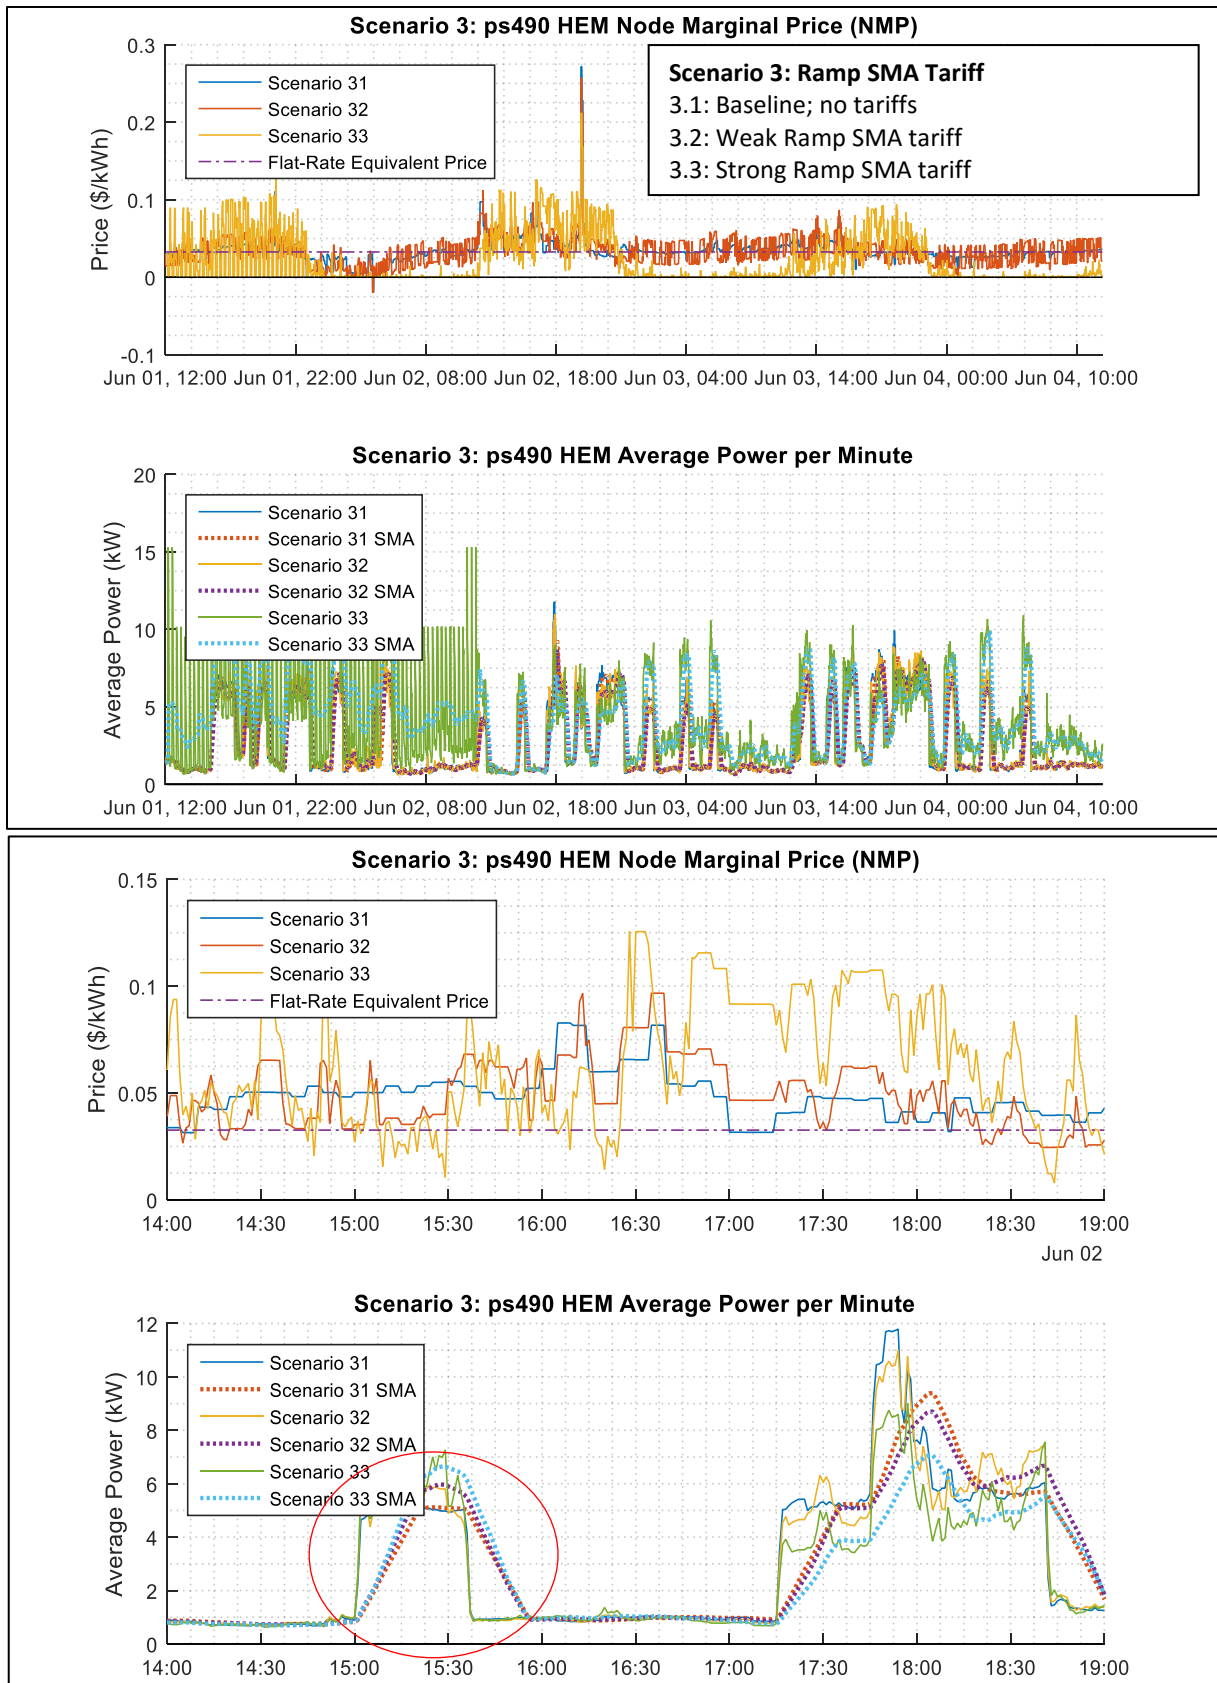 Scenario 3: ps490 HEM Node Marginal Price (NMP)
0.3
0.2
0.1
0
-0.1
Price ($/kWh)
Scenario 31
Scenario 32
Scenario 33
Flat-Rate Equivalent Price
Scenario 3: Ramp SMA Tariff
3.1: Baseline; no tariffs
3.2: Weak Ramp SMA tariff
3.3: Strong Ramp SMA tariff
Jun 01, 12:00 Jun 01, 22:00 Jun 02, 08:00 Jun 02, 18:00 Jun 03, 04:00 Jun 03, 14:00 Jun 04, 00:00 Jun 04, 10:00
Scenario 3: ps490 HEM Average Power per Minute
20
15
10
5
0
Average Power (kW)
Scenario 31
Scenario 31 SMA
Scenario 32
Scenario 32 SMA
Scenario 33
Scenario 33 SMA
Jun 01, 12:00 Jun 01, 22:00 Jun 02, 08:00 Jun 02, 18:00 Jun 03, 04:00 Jun 03, 14:00 Jun 04, 00:00 Jun 04, 10:00
Scenario 3: ps490 HEM Node Marginal Price (NMP)
0.15
0.1
0.05
0
Price ($/kWh)
Scenario 31
Scenario 32
Scenario 33
Flat-Rate Equivalent Price
14:00 14:30 15:00 15:30 16:00 16:30 17:00 17:30 18:00 18:30 19:00
Jun 02
Scenario 3: ps490 HEM Average Power per Minute
12
10
8
6
4
2
0
Average Power (kW)
Scenario 31
Scenario 31 SMA
Scenario 32
Scenario 32 SMA
Scenario 33
Scenario 33 SMA
14:00 14:30 15:00 15:30 16:00 16:30 17:00 17:30 18:00 18:30 19:00